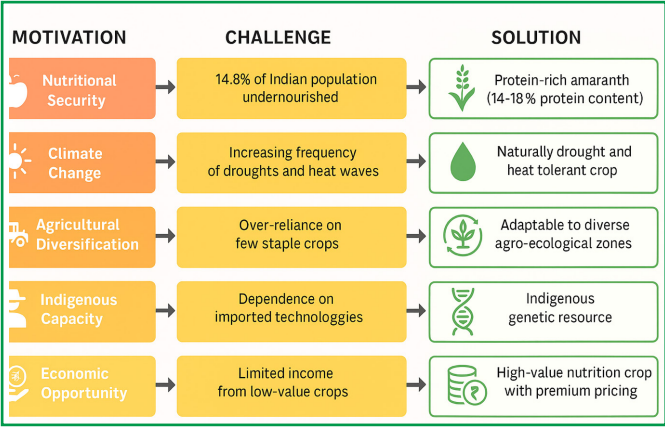 MOTIVATION CHALLENGE SOLUTION
Nutritional
Security
14.8% of Indian population
undernourished
Protein-rich amaranth
(14-18% protein content)
Climate
Change
Increasing frequency
of droughts and heat waves
Naturally drought and
heat tolerant crop
Agricultural
Diversification
Over-reliance on
few staple crops
Adaptable to diverse
agro-ecological zones
Indigenous
Capacity
Dependence on
imported technologgies
Indigenous
genetic resource
Economic
Opportunity
Limited income
from low-value crops
High-value nutrition crop
with premium pricing
₹